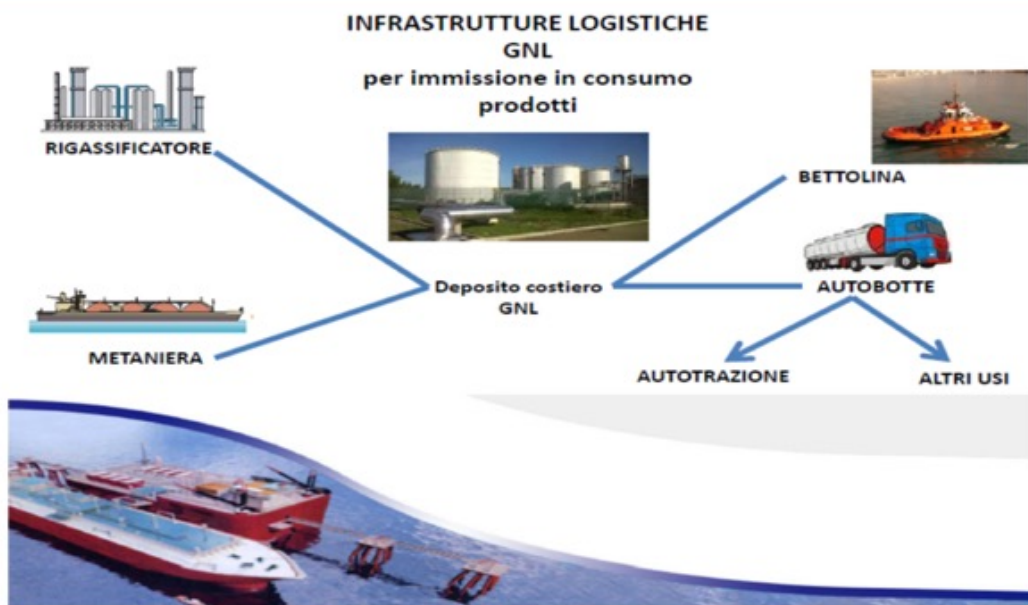 INFRASTRUTTURE LOGISTICHE
GNL
per immissione in consumo
prodotti
RIGASSIFICATORE
BETTOLINA
Deposito costiero
GNL
AUTOBOTTE
METANIERA
AUTOTRAZIONE
ALTRI USI